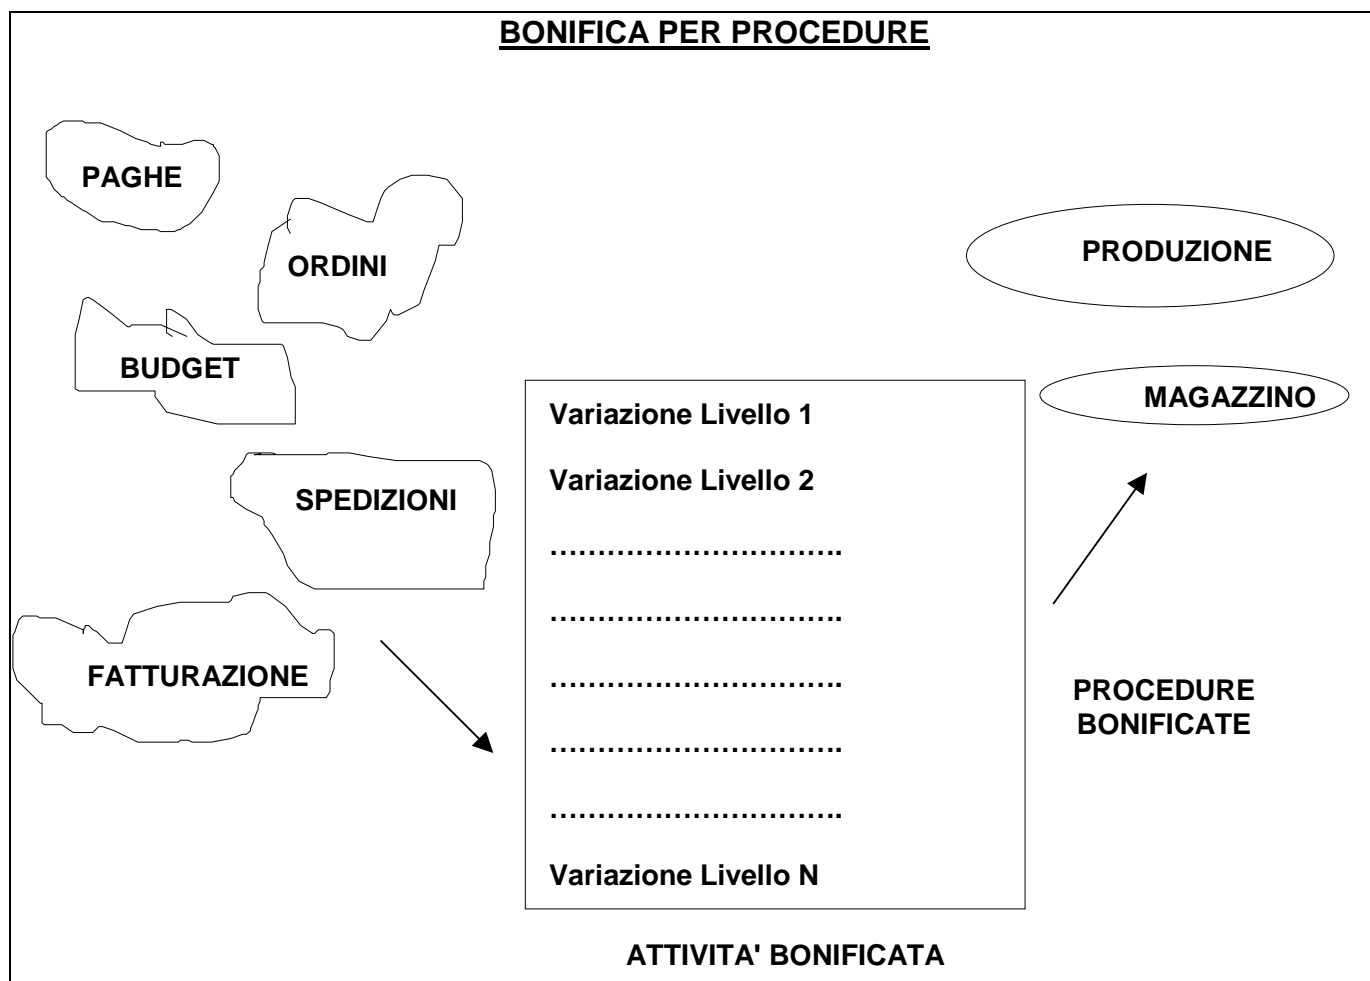 BONIFICA PER PROCEDURE
PAGHE
ORDINI
BUDGET
SPEDIZIONI
FATTURAZIONE
Variazione Livello 1
Variazione Livello 2
…………………………..
…………………………..
…………………………..
…………………………..
…………………………..
Variazione Livello N
ATTIVITA' BONIFICATA
PRODUZIONE
MAGAZZINO
PROCEDURE
BONIFICATE